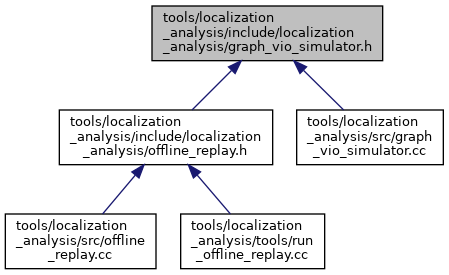 tools/localization
_analysis/include/localization
_analysis/graph_vio_simulator.h
tools/localization
_analysis/include/localization
_analysis/offline_replay.h
tools/localization
_analysis/src/graph
_vio_simulator.cc
tools/localization
_analysis/src/offline
_replay.cc
tools/localization
_analysis/tools/run
_offline_replay.cc